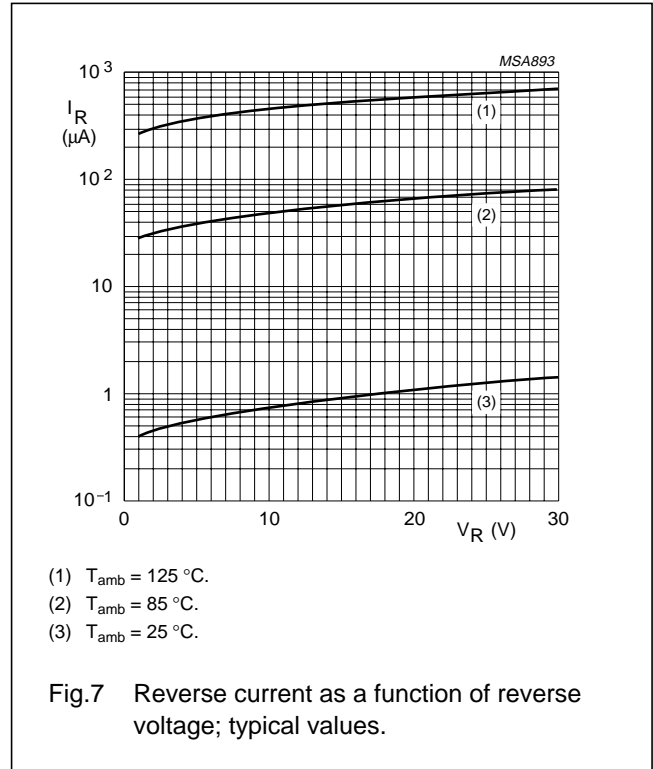 MSA893
10³
I_R
(μA)
(1)
10²
(2)
10
1
(3)
10⁻¹
0 10 20 V_R (V) 30
(1) T_amb = 125 °C.
(2) T_amb = 85 °C.
(3) T_amb = 25 °C.
Fig.7 Reverse current as a function of reverse
voltage; typical values.